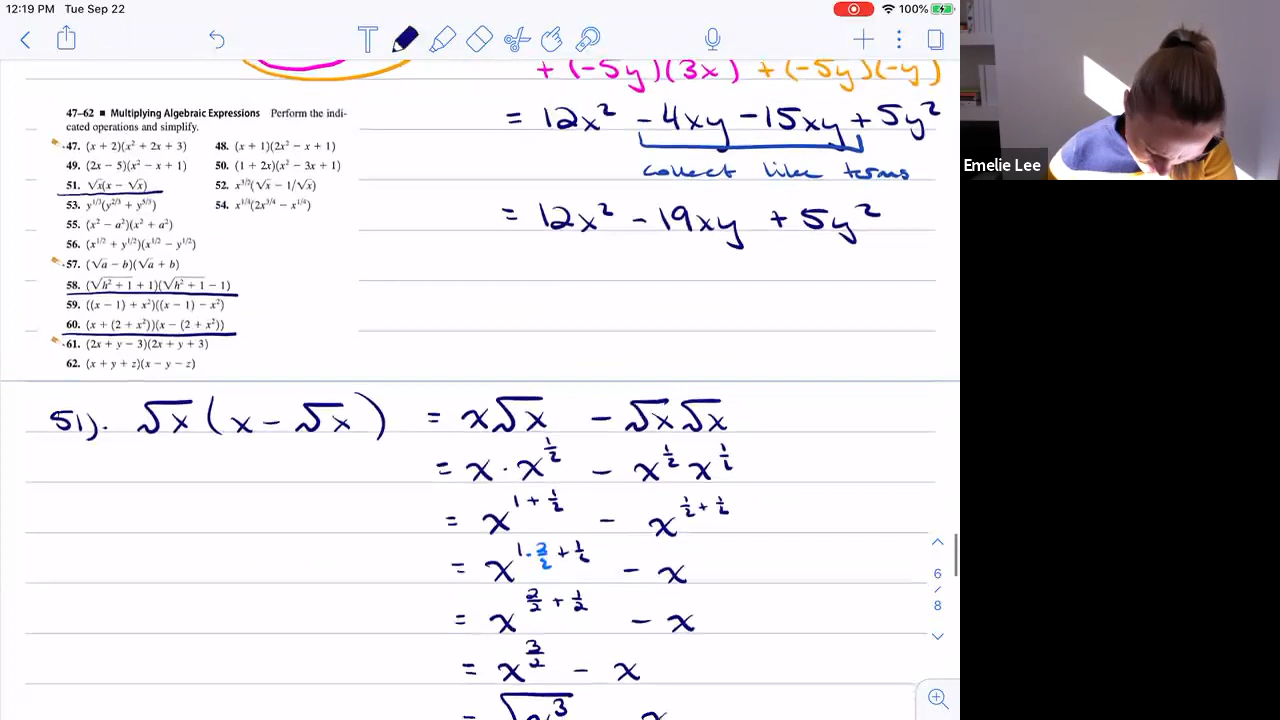 12:19 PM Tue Sep 22
100%
+ (-5y)(3x) + (-5y)(-y)
47–62 ■ Multiplying Algebraic Expressions Perform the indi-
cated operations and simplify.
= 12x² - 4xy - 15xy + 5y²
47. (x + 2)(x² + 2x + 3) 48. (x + 1)(2x² − x + 1)
49. (2x − 5)(x² − x + 1) 50. (1 + 2x)(x² − 3x + 1)
51. √x(x − √x) 52. x^{3/2}(√x − 1/√x)
53. y^{1/3}(y^{2/3} + y^{5/3}) 54. x^{1/4}(2x^{3/4} − x^{1/4})
55. (x² − a²)(x² + a²)
56. (x^{1/2} + y^{1/2})(x^{1/2} − y^{1/2})
57. (√a − b)(√a + b)
58. (√(h² + 1) + 1)(√(h² + 1) − 1)
59. ((x − 1) + x²)((x − 1) − x²)
60. (x + (2 + x²))(x − (2 + x²))
61. (2x + y − 3)(2x + y + 3)
62. (x + y + z)(x − y − z)
collect like terms
= 12x² - 19xy + 5y²
Emelie Lee
51). √x (x - √x) = x√x - √x√x
= x · x^{1/2} - x^{1/2} x^{1/2}
= x^{1 + 1/2} - x^{1/2 + 1/2}
= x^{1 · 2/2 + 1/2} - x
= x^{2/2 + 1/2} - x
= x^{3/2} - x
= √x³ - x
6
/
8